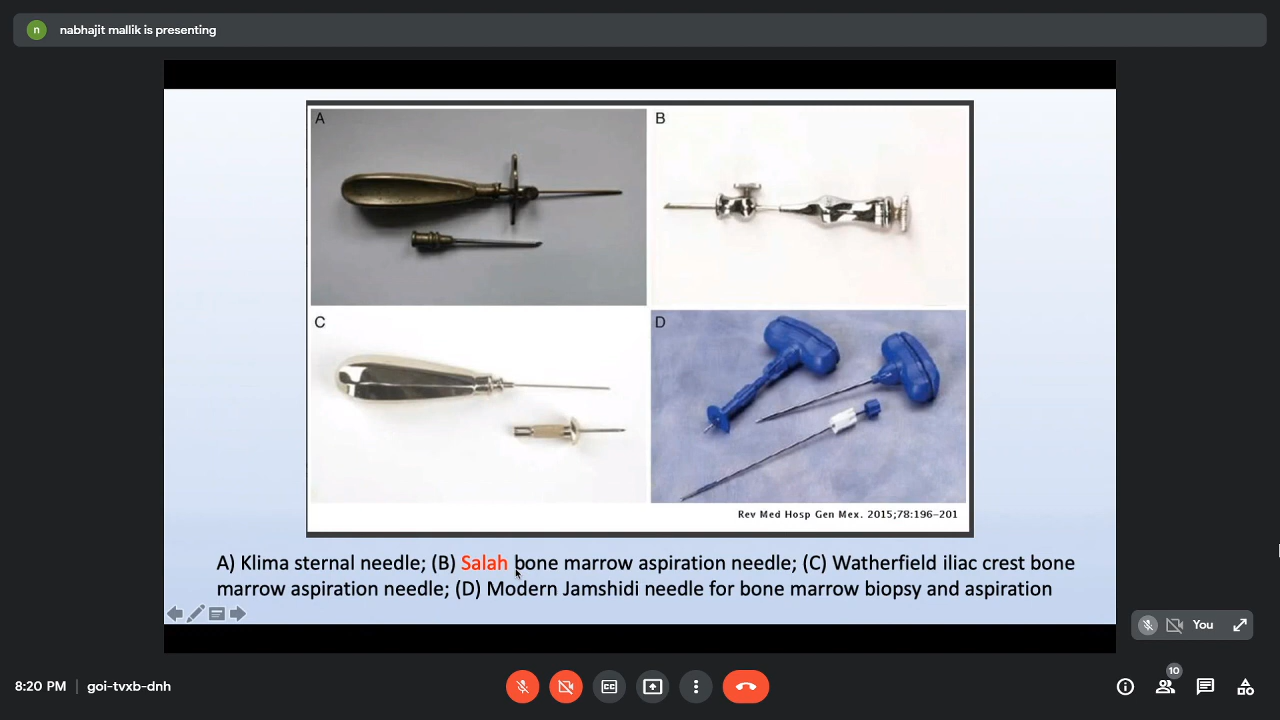 n nabhajit mallik is presenting
A
B
C
D
Rev Med Hosp Gen Mex. 2015;78:196–201
A) Klima sternal needle; (B) Salah bone marrow aspiration needle; (C) Watherfield iliac crest bone
marrow aspiration needle; (D) Modern Jamshidi needle for bone marrow biopsy and aspiration
You
8:20 PM | goi-tvxb-dnh
CC
10